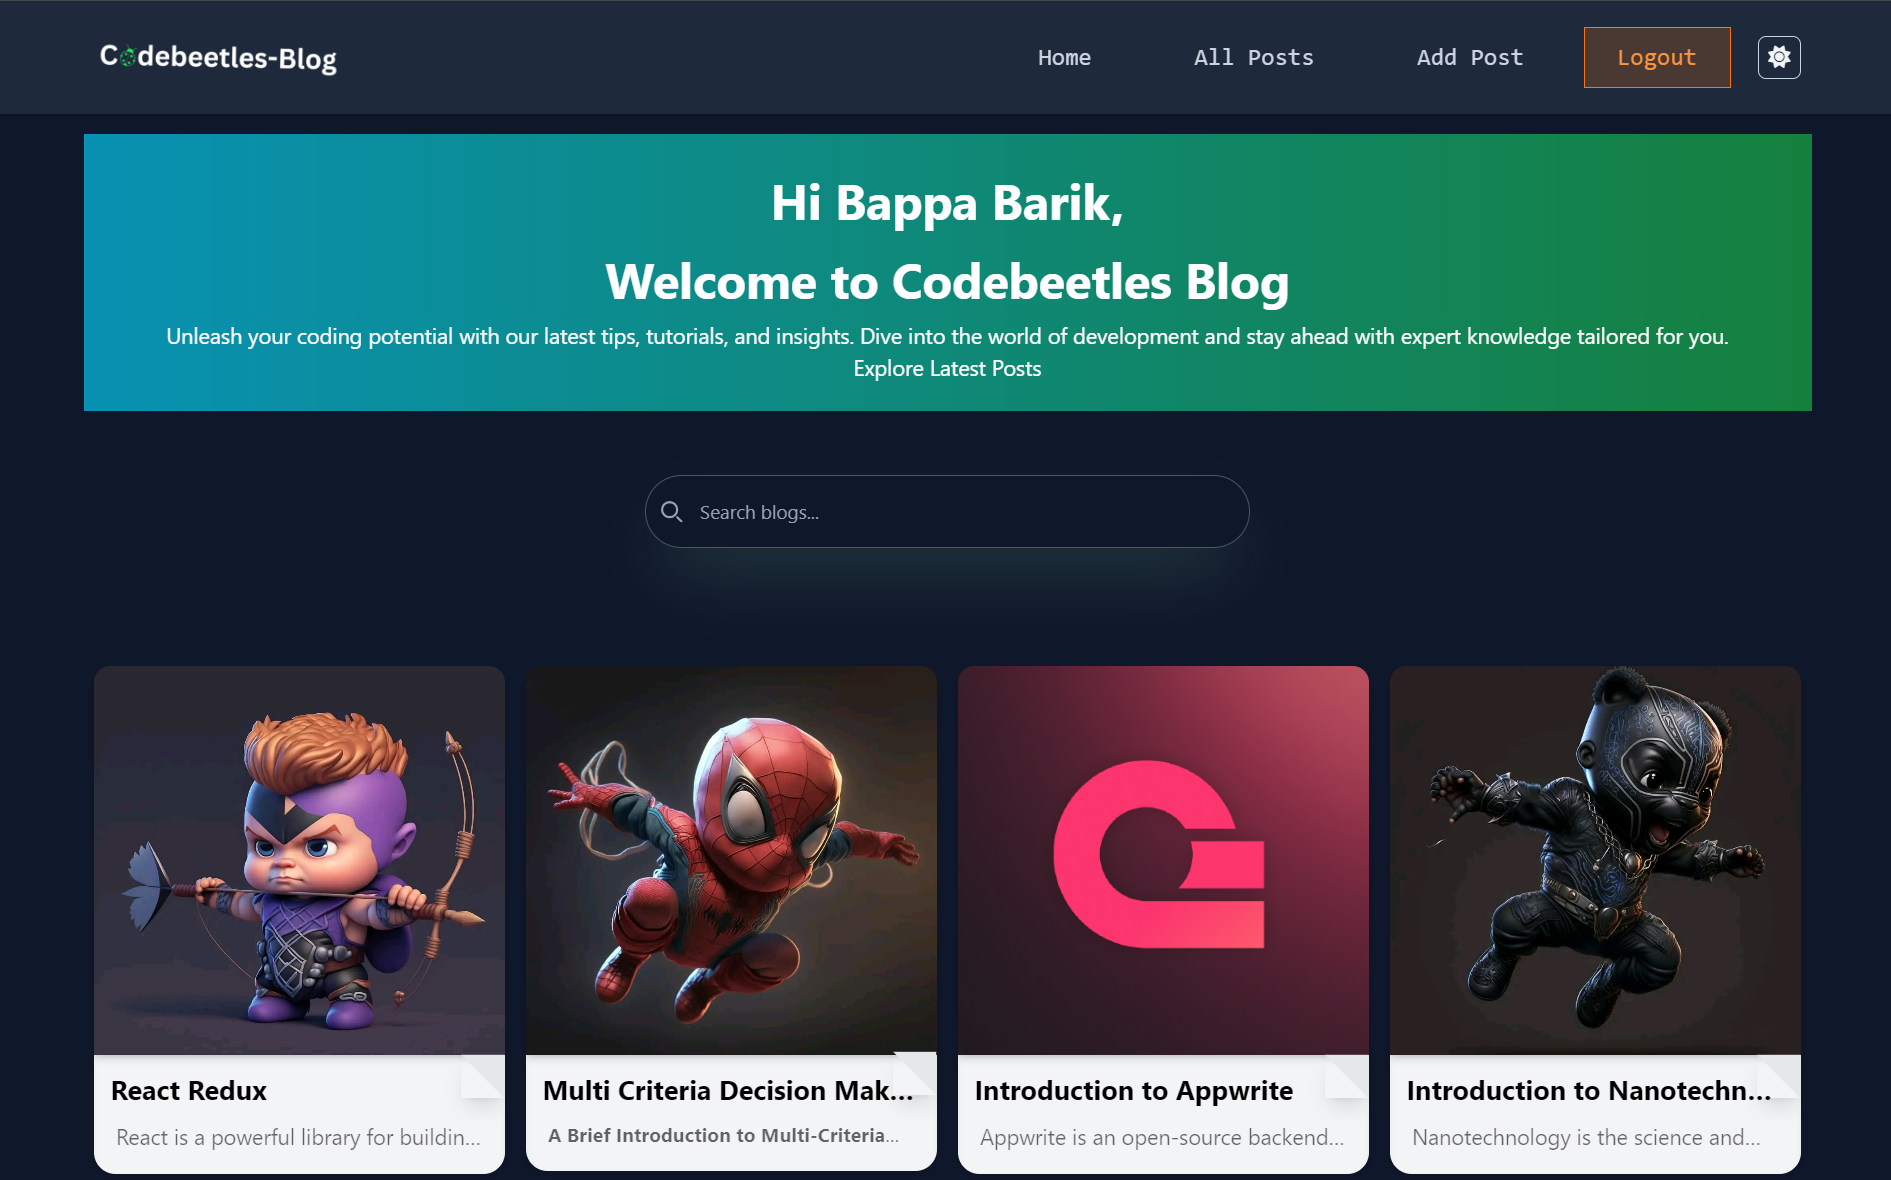 Codebeetles-Blog
Home
All Posts
Add Post
Logout
Hi Bappa Barik,
Welcome to Codebeetles Blog
Unleash your coding potential with our latest tips, tutorials, and insights. Dive into the world of development and stay ahead with expert knowledge tailored for you.
Explore Latest Posts
Search blogs...
React Redux
React is a powerful library for buildin...
Multi Criteria Decision Mak...
A Brief Introduction to Multi-Criteria...
Introduction to Appwrite
Appwrite is an open-source backend...
Introduction to Nanotechn...
Nanotechnology is the science and...